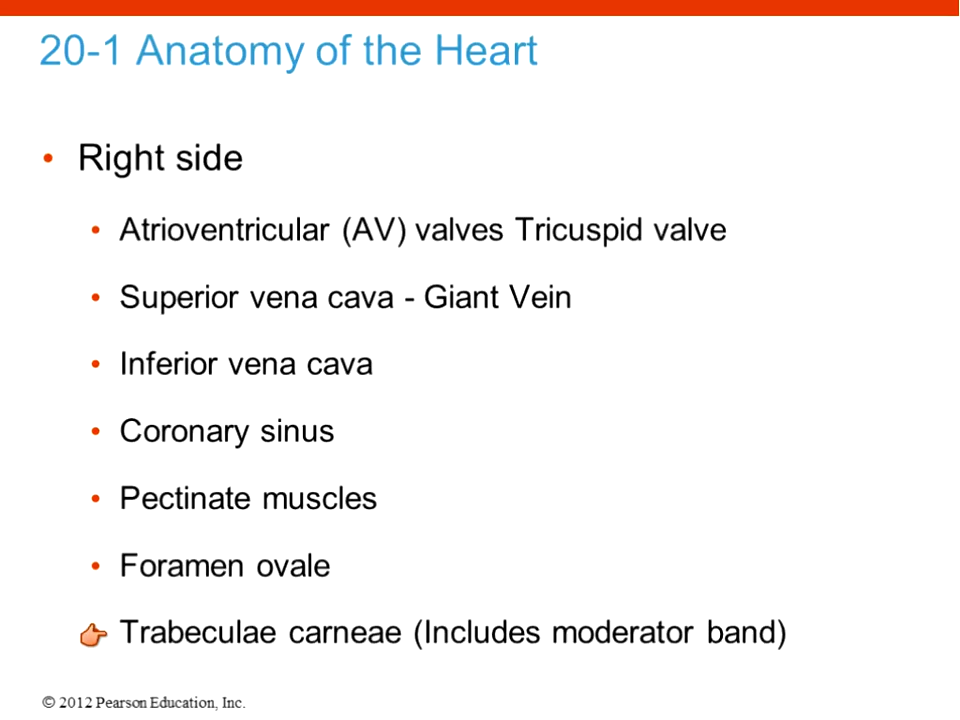 20-1 Anatomy of the Heart
• Right side
• Atrioventricular (AV) valves Tricuspid valve
• Superior vena cava - Giant Vein
• Inferior vena cava
• Coronary sinus
• Pectinate muscles
• Foramen ovale
👉 Trabeculae carneae (Includes moderator band)
© 2012 Pearson Education, Inc.